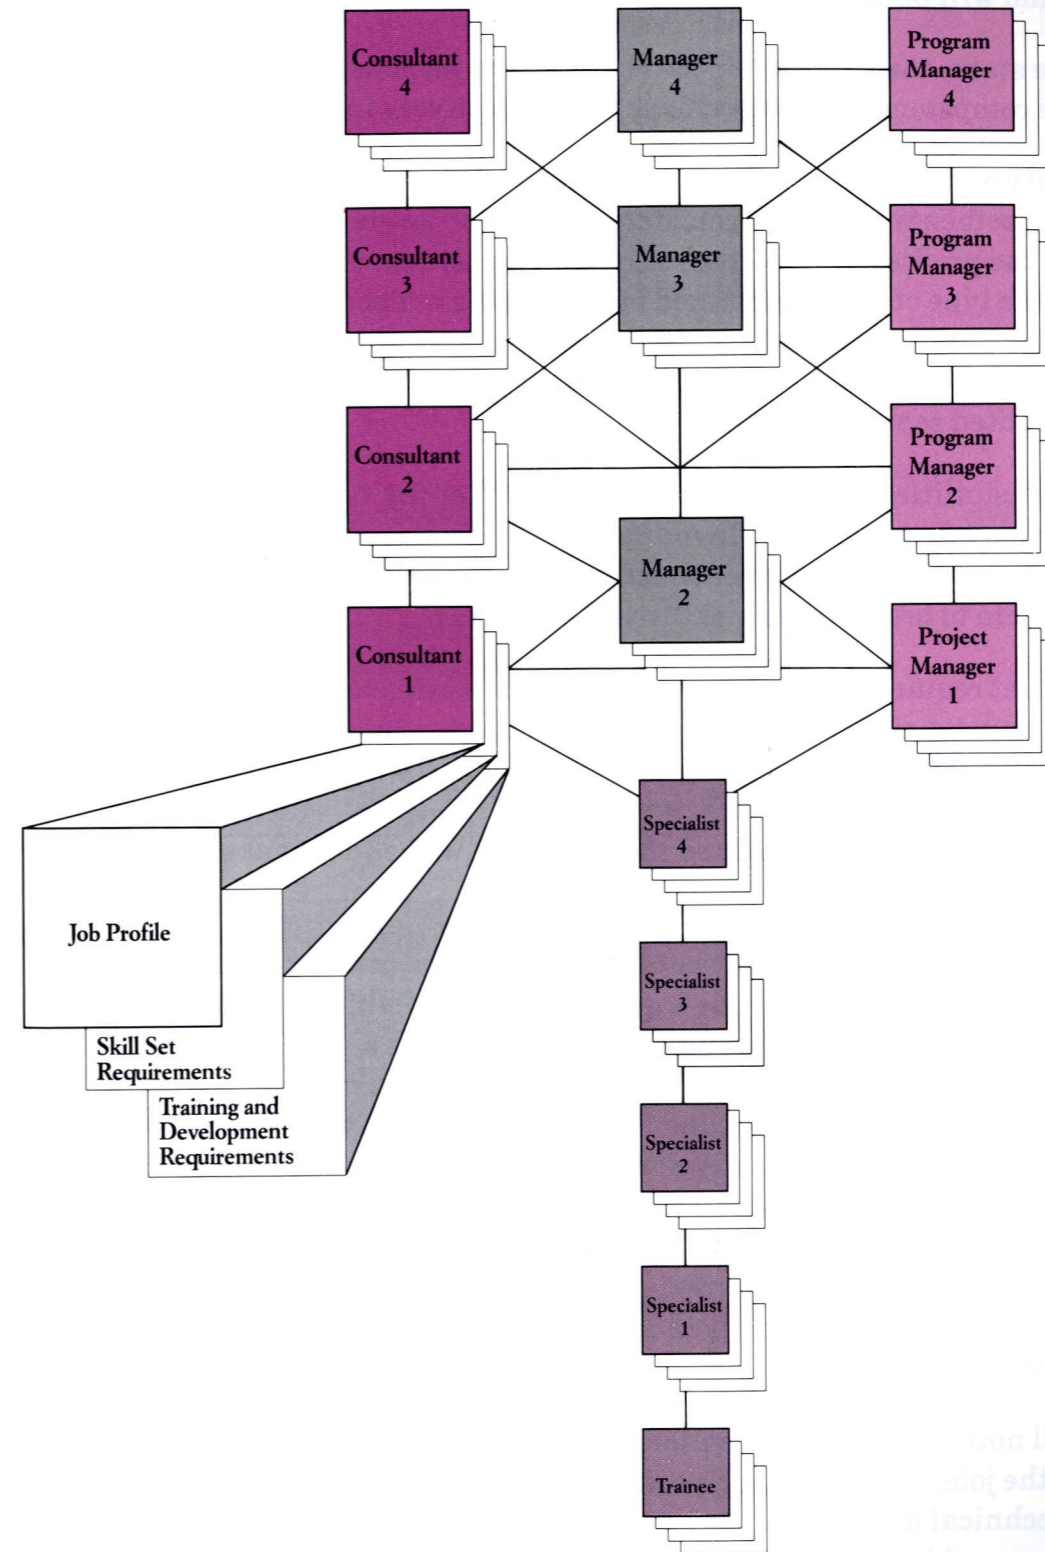 Consultant
4
Manager
4
Program
Manager
4
Consultant
3
Manager
3
Program
Manager
3
Consultant
2
Program
Manager
2
Manager
2
Consultant
1
Project
Manager
1
Specialist
4
Job Profile
Specialist
3
Skill Set
Requirements
Training and
Development
Requirements
Specialist
2
Specialist
1
Trainee